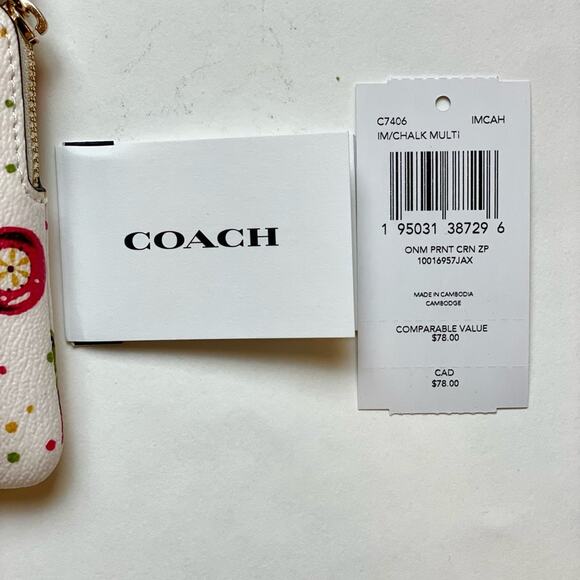 COACH
C7406 IMCAH
IM/CHALK MULTI
1 95031 38729 6
ONM PRNT CRN ZP
10016957JAX
MADE IN CAMBODIA
CAMBODGE
COMPARABLE VALUE
$78.00
CAD
$78.00